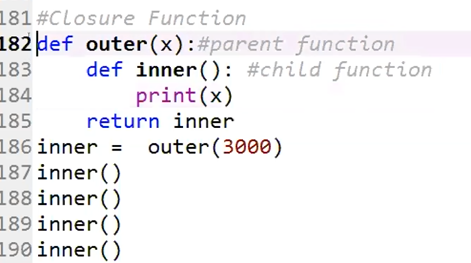 181 #Closure Function
182 def outer(x):#parent function
183     def inner(): #child function
184         print(x)
185     return inner
186 inner =  outer(3000)
187 inner()
188 inner()
189 inner()
190 inner()